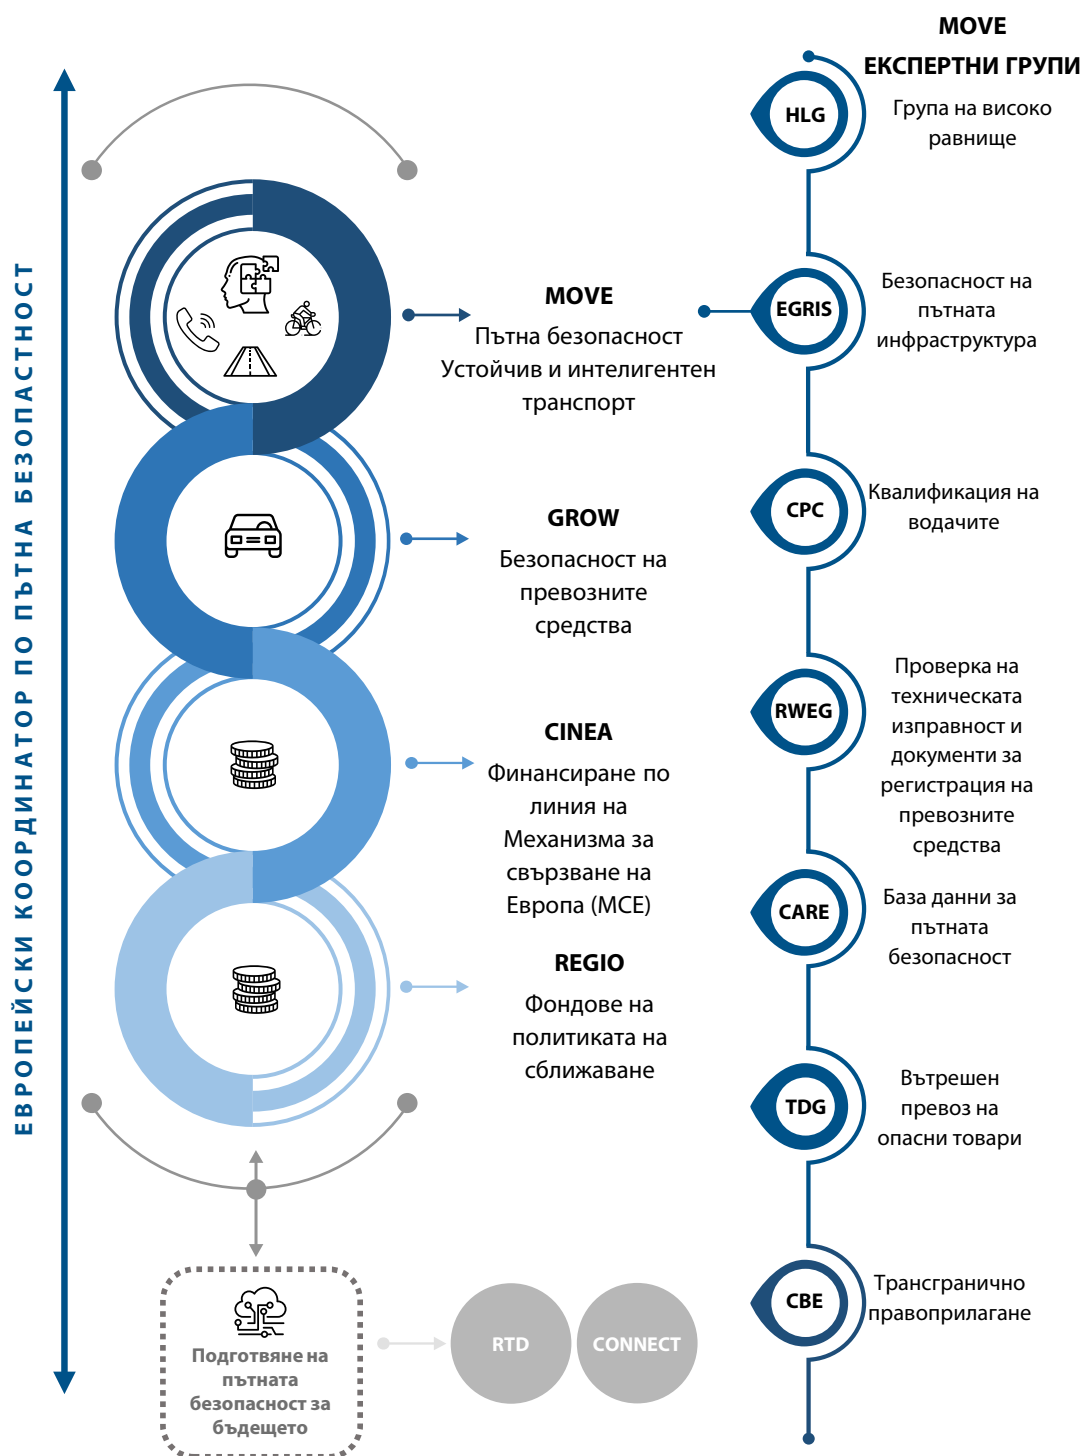 ЕВРОПЕЙСКИ КООРДИНАТОР ПО ПЪТНА БЕЗОПАСТНОСТ
MOVE
Пътна безопасност
Устойчив и интелигентен
транспорт
GROW
Безопасност на
превозните
средства
CINEA
Финансиране по
линия на
Механизма за
свързване на
Европа (МСЕ)
REGIO
Фондове на
политиката на
сближаване
Подготвяне на
пътната
безопасност за
бъдещето
RTD
CONNECT
MOVE
ЕКСПЕРТНИ ГРУПИ
HLG
Група на високо
равнище
EGRIS
Безопасност на
пътната
инфраструктура
CPC
Квалификация на
водачите
RWEG
Проверка на
техническата
изправност и
документи за
регистрация на
превозните
средства
CARE
База данни за
пътната
безопасност
TDG
Вътрешен
превоз на
опасни товари
CBE
Трансгранично
правоприлагане